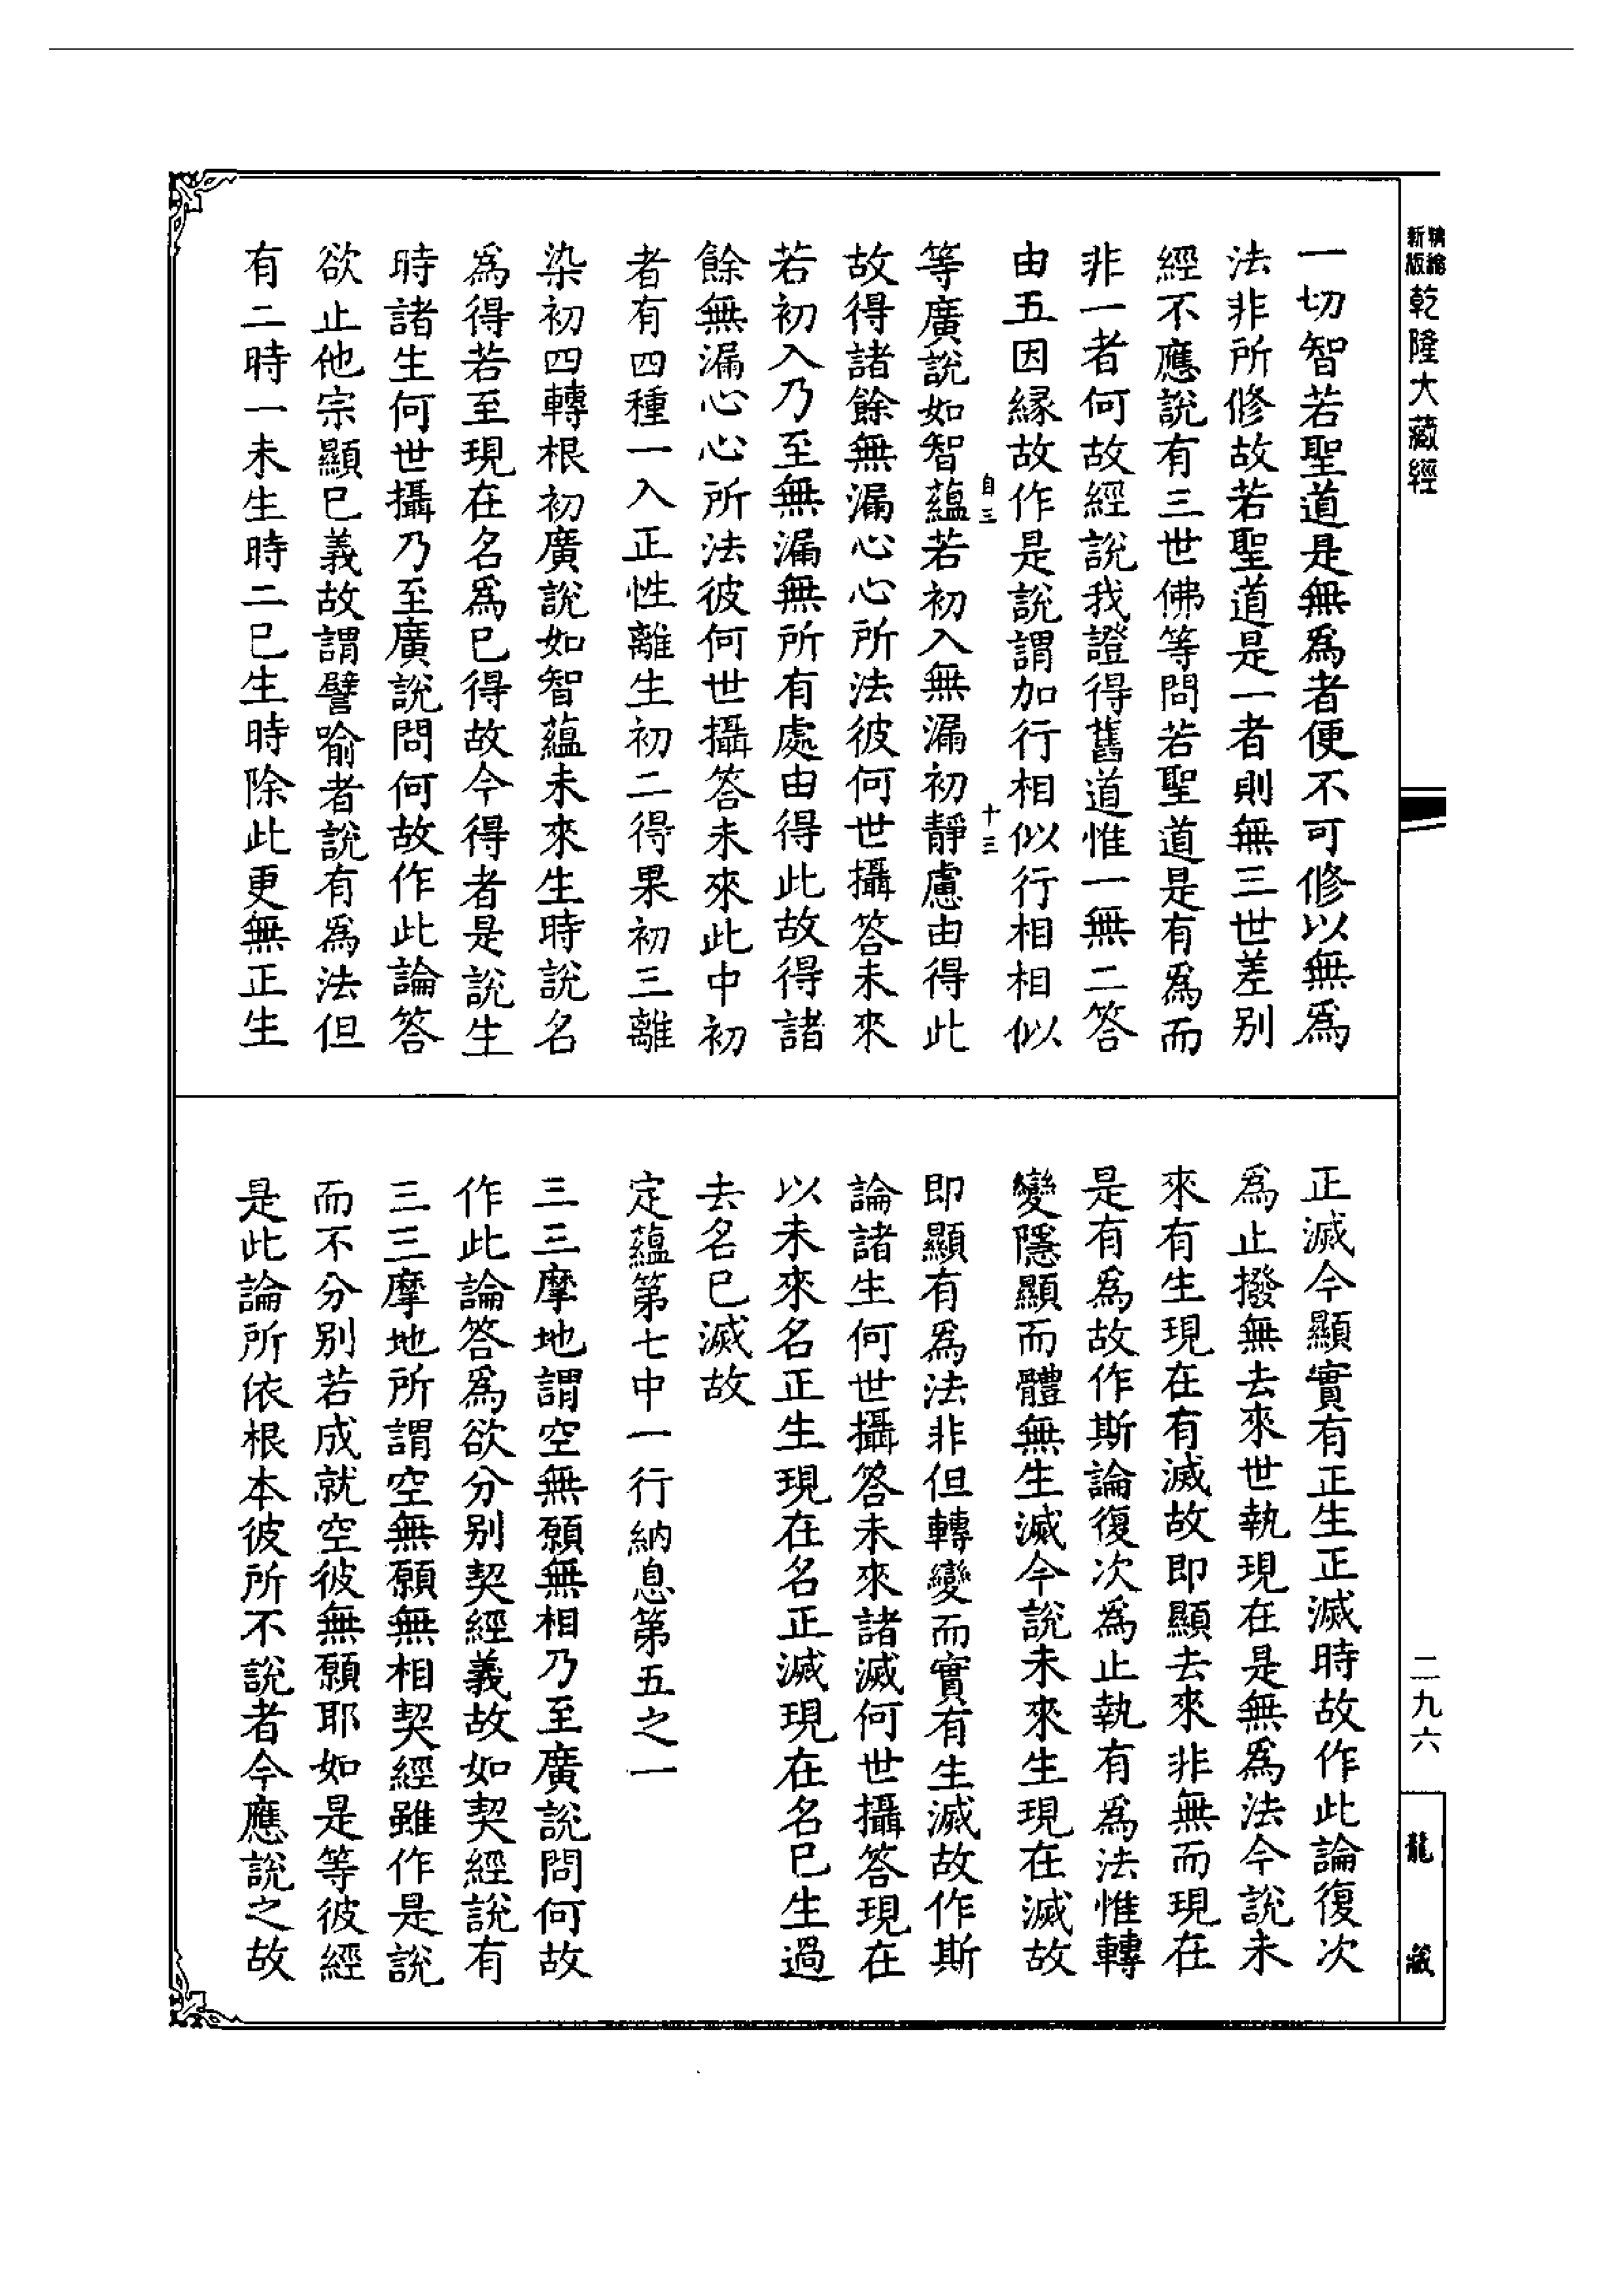 新版精縮乾隆大藏經
一切智若聖道是無爲者便不可修以無爲
法非所修故若聖道是一者則無三世差别
經不應說有三世佛等問若聖道是有爲而
非一者何故經說我證得舊道惟一無二答
由五因緣故作是說謂加行相似行相相似
自三
十三
等廣說如智蘊若初入無漏初靜慮由得此
故得諸餘無漏心心所法彼何世攝答未來
若初入乃至無漏無所有處由得此故得諸
餘無漏心心所法彼何世攝答未來此中初
者有四種一入正性離生初二得果初三離
染初四轉根初廣說如智蘊未來生時說名
爲得若至現在名爲已得故今得者是說生
時諸生何世攝乃至廣說問何故作此論答
欲止他宗顯已義故謂譬喻者說有爲法但
有二時一未生時二已生時除此更無正生
正滅今顯實有正生正滅時故作此論復次
爲止撥無去來世執現在是無爲法今說未
來有生現在有滅故即顯去來非無而現在
是有爲故作斯論復次爲止執有爲法惟轉
變隱顯而體無生滅今說未來生現在滅故
即顯有爲法非但轉變而實有生滅故作斯
論諸生何世攝答未來諸滅何世攝答現在
以未來名正生現在名正滅現在名已生過
去名已滅故
定蘊第七中一行納息第五之一
三三摩地謂空無願無相乃至廣說問何故
作此論答爲欲分别契經義故如契經說有
三三摩地所謂空無願無相契經雖作是說
而不分别若成就空彼無願耶如是等彼經
是此論所依根本彼所不說者今應說之故
二九六
龍藏